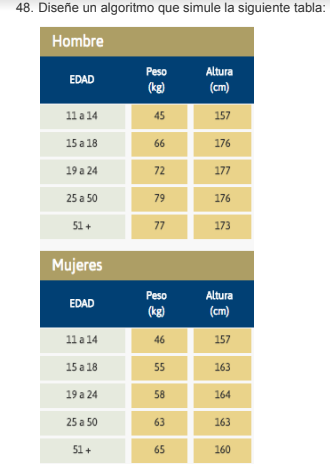 48. Diseñe un algoritmo que simule la siguiente tabla:
Hombre
EDAD Peso (kg) Altura (cm)
11 a 14 45 157
15 a 18 66 176
19 a 24 72 177
25 a 50 79 176
51 + 77 173
Mujeres
EDAD Peso (kg) Altura (cm)
11 a 14 46 157
15 a 18 55 163
19 a 24 58 164
25 a 50 63 163
51 + 65 160